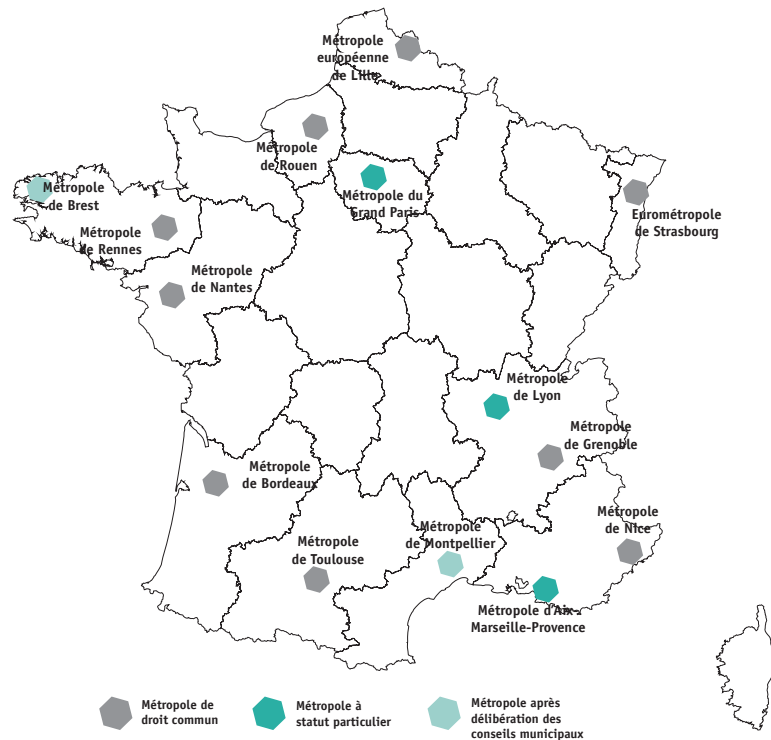 Métropole
européenne
de Lille
Métropole
de Rouen
Métropole du
Grand Paris
Métropole
de Brest
Métropole
de Rennes
Eurométropole
de Strasbourg
Métropole
de Nantes
Métropole
de Lyon
Métropole
de Grenoble
Métropole
de Bordeaux
Métropole
de Nice
Métropole
de Montpellier
Métropole
de Toulouse
Métropole d'Aix-
Marseille-Provence
Métropole de
droit commun
Métropole à
statut particulier
Métropole après
délibération des
conseils municipaux